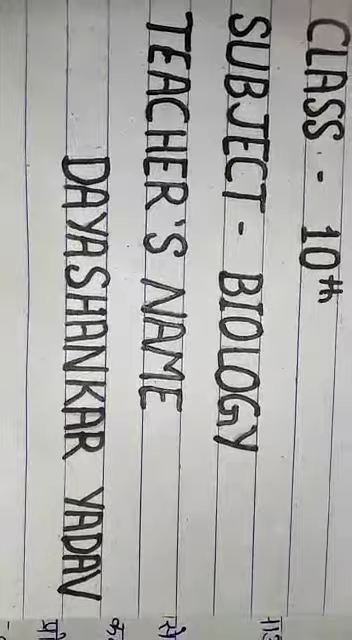 CLASS - 10th
SUBJECT - BIOLOGY
TEACHER'S NAME
DAYASHANKAR YADAV